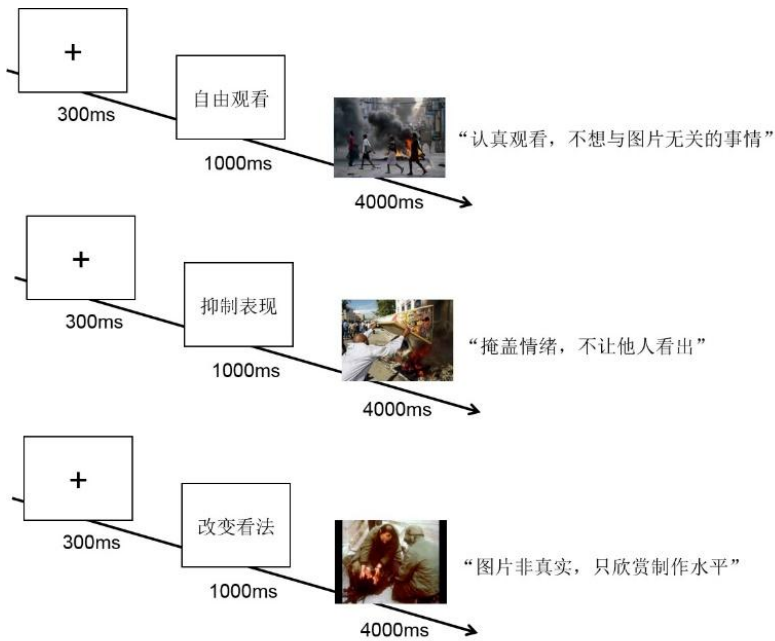 +
300ms
自由观看
1000ms
4000ms
“认真观看，不想与图片无关的事情”
+
300ms
抑制表现
1000ms
4000ms
“掩盖情绪，不让他人看出”
+
300ms
改变看法
1000ms
4000ms
“图片非真实，只欣赏制作水平”